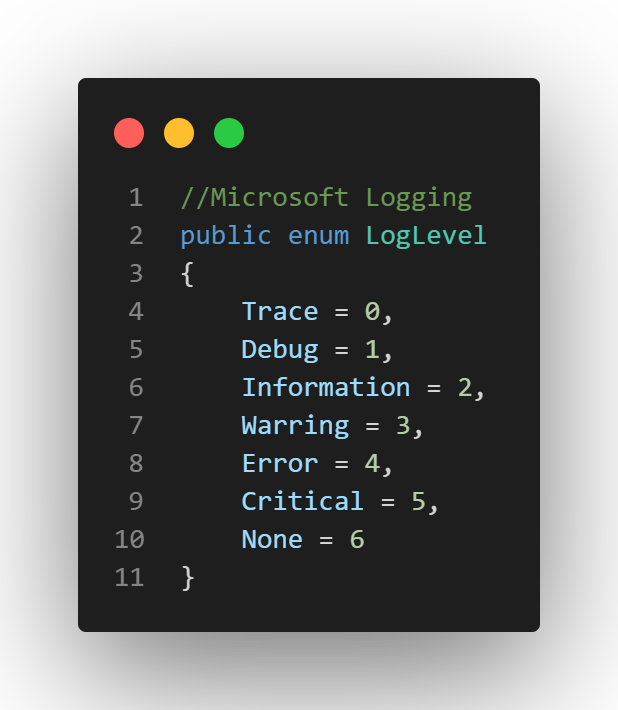 1 //Microsoft Logging
2 public enum LogLevel
3 {
4     Trace = 0,
5     Debug = 1,
6     Information = 2,
7     Warring = 3,
8     Error = 4,
9     Critical = 5,
10     None = 6
11 }